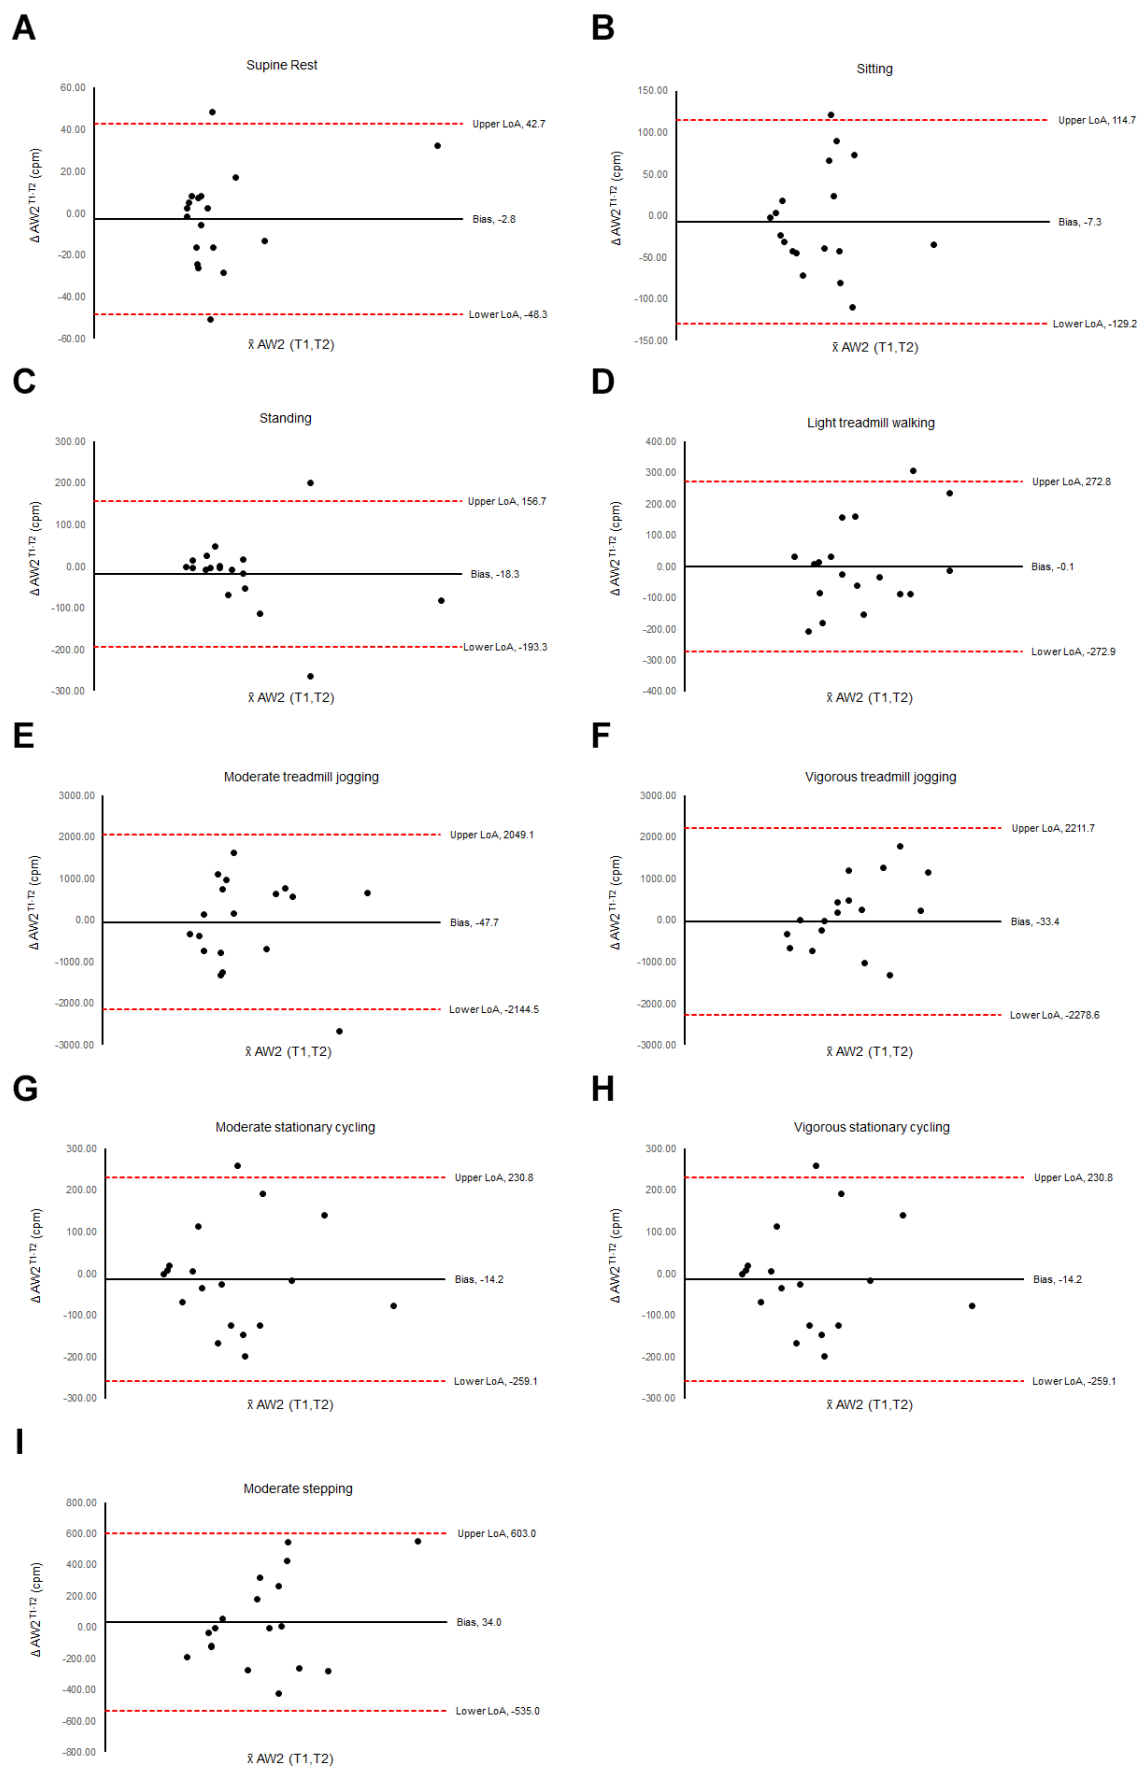 A
Supine Rest
60.00
40.00
20.00
0.00
-20.00
-40.00
-60.00
Δ AW2 T1-T2 (cpm)
Upper LoA, 42.7
Bias, -2.8
Lower LoA, -48.3
x̄ AW2 (T1,T2)
B
Sitting
150.00
100.00
50.00
0.00
-50.00
-100.00
-150.00
Δ AW2 T1-T2 (cpm)
Upper LoA, 114.7
Bias, -7.3
Lower LoA, -129.2
x̄ AW2 (T1,T2)
C
Standing
300.00
200.00
100.00
0.00
-100.00
-200.00
-300.00
Δ AW2 T1-T2 (cpm)
Upper LoA, 156.7
Bias, -18.3
Lower LoA, -193.3
x̄ AW2 (T1,T2)
D
Light treadmill walking
400.00
300.00
200.00
100.00
0.00
-100.00
-200.00
-300.00
-400.00
Δ AW2 T1-T2 (cpm)
Upper LoA, 272.8
Bias, -0.1
Lower LoA, -272.9
x̄ AW2 (T1,T2)
E
Moderate treadmill jogging
3000.00
2000.00
1000.00
0.00
-1000.00
-2000.00
-3000.00
Δ AW2 T1-T2 (cpm)
Upper LoA, 2049.1
Bias, -47.7
Lower LoA, -2144.5
x̄ AW2 (T1,T2)
F
Vigorous treadmill jogging
3000.00
2000.00
1000.00
0.00
-1000.00
-2000.00
-3000.00
Δ AW2 T1-T2 (cpm)
Upper LoA, 2211.7
Bias, -33.4
Lower LoA, -2278.6
x̄ AW2 (T1,T2)
G
Moderate stationary cycling
300.00
200.00
100.00
0.00
-100.00
-200.00
-300.00
Δ AW2 T1-T2 (cpm)
Upper LoA, 230.8
Bias, -14.2
Lower LoA, -259.1
x̄ AW2 (T1,T2)
H
Vigorous stationary cycling
300.00
200.00
100.00
0.00
-100.00
-200.00
-300.00
Δ AW2 T1-T2 (cpm)
Upper LoA, 230.8
Bias, -14.2
Lower LoA, -259.1
x̄ AW2 (T1,T2)
I
Moderate stepping
800.00
600.00
400.00
200.00
0.00
-200.00
-400.00
-600.00
-800.00
Δ AW2 T1-T2 (cpm)
Upper LoA, 603.0
Bias, 34.0
Lower LoA, -535.0
x̄ AW2 (T1,T2)